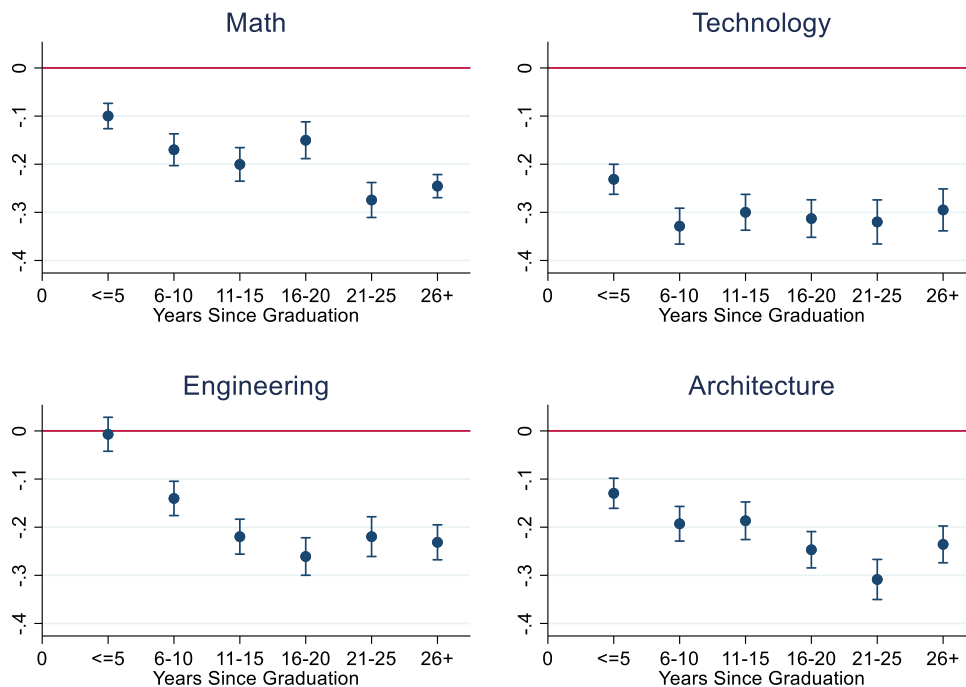 Math
0
-.1
-.2
-.3
-.4
0 <=5 6-10 11-15 16-20 21-25 26+
Years Since Graduation
Technology
0
-.1
-.2
-.3
-.4
0 <=5 6-10 11-15 16-20 21-25 26+
Years Since Graduation
Engineering
0
-.1
-.2
-.3
-.4
0 <=5 6-10 11-15 16-20 21-25 26+
Years Since Graduation
Architecture
0
-.1
-.2
-.3
-.4
0 <=5 6-10 11-15 16-20 21-25 26+
Years Since Graduation